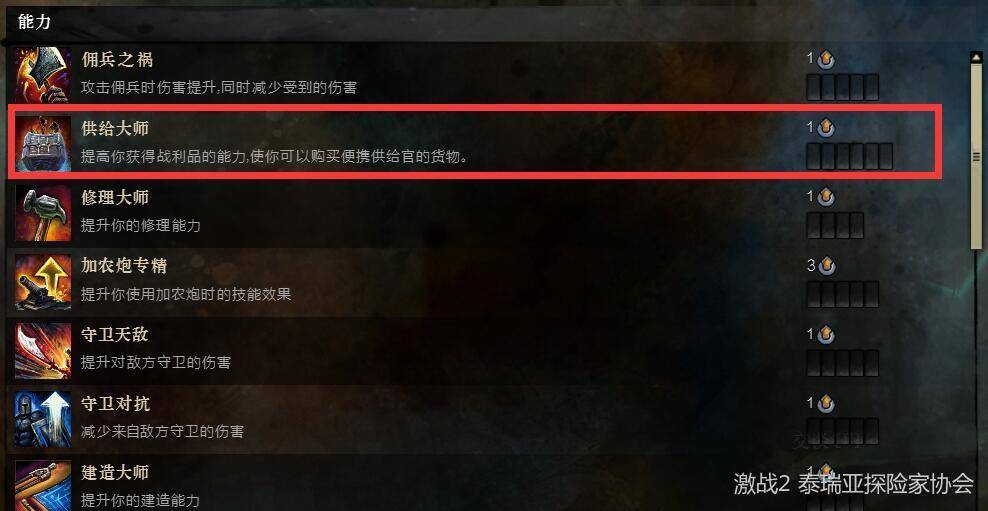 能力
佣兵之祸
1
攻击佣兵时伤害提升,同时减少受到的伤害
供给大师
1
提高你获得战利品的能力,使你可以购买便携供给官的货物。
修理大师
1
提升你的修理能力
加农炮专精
3
提升你使用加农炮时的技能效果
守卫天敌
1
提升对敌方守卫的伤害
守卫对抗
1
减少来自敌方守卫的伤害
建造大师
1
提升你的建造能力
激战2 泰瑞亚探险家协会